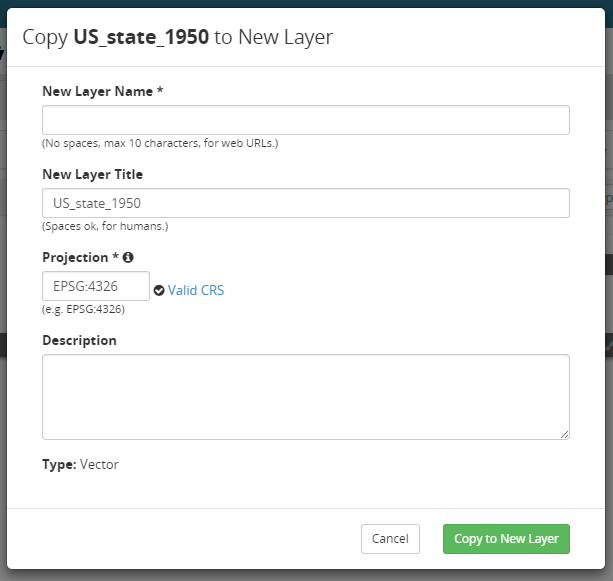 Copy US_state_1950 to New Layer
New Layer Name *
(No spaces, max 10 characters, for web URLs.)
New Layer Title
US_state_1950
(Spaces ok, for humans.)
Projection *
EPSG:4326
Valid CRS
(e.g. EPSG:4326)
Description
Type: Vector
Cancel
Copy to New Layer